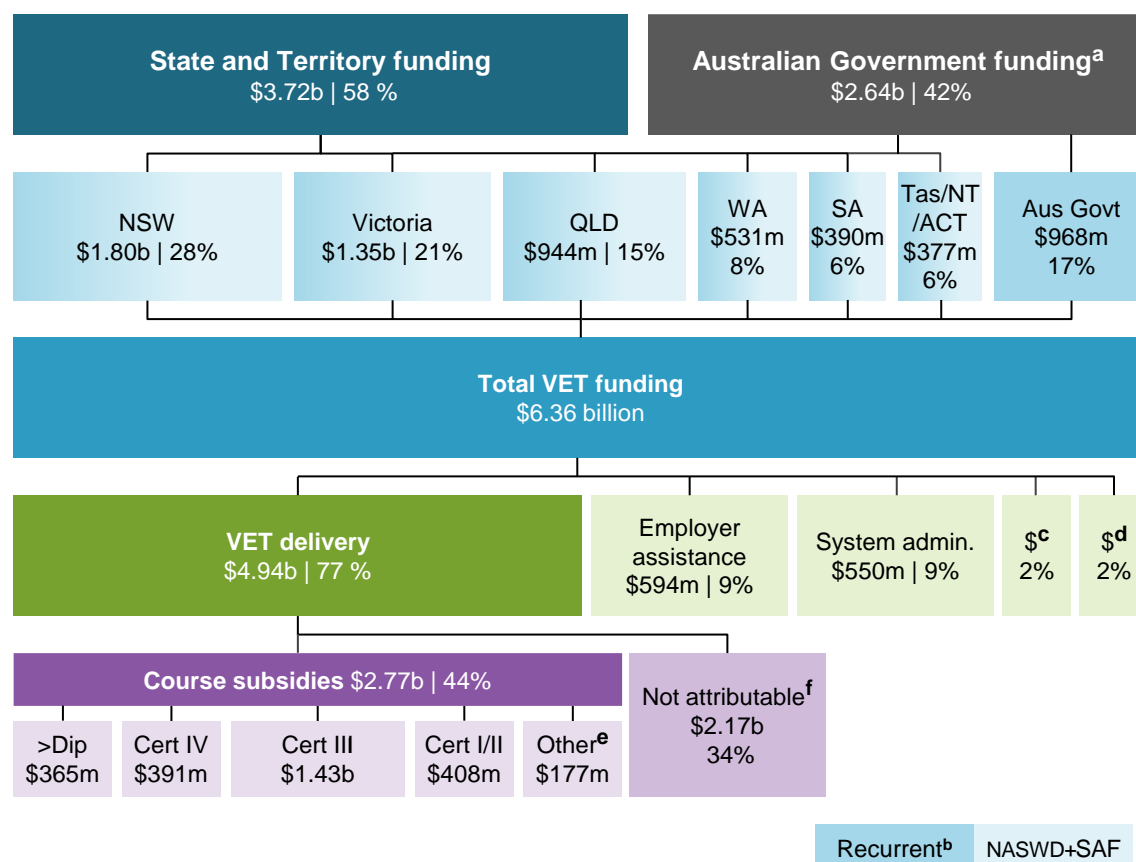 State and Territory funding
$3.72b | 58 %
Australian Government funding^a
$2.64b | 42%
NSW
$1.80b | 28%
Victoria
$1.35b | 21%
QLD
$944m | 15%
WA
$531m
8%
SA
$390m
6%
Tas/NT
/ACT
$377m
6%
Aus Govt
$968m
17%
Total VET funding
$6.36 billion
VET delivery
$4.94b | 77 %
Employer
assistance
$594m | 9%
System admin.
$550m | 9%
$^c
2%
$^d
2%
Course subsidies $2.77b | 44%
Not attributable^f
$2.17b
34%
>Dip
$365m
Cert IV
$391m
Cert III
$1.43b
Cert I/II
$408m
Other^e
$177m
Recurrent^b
NASWD+SAF